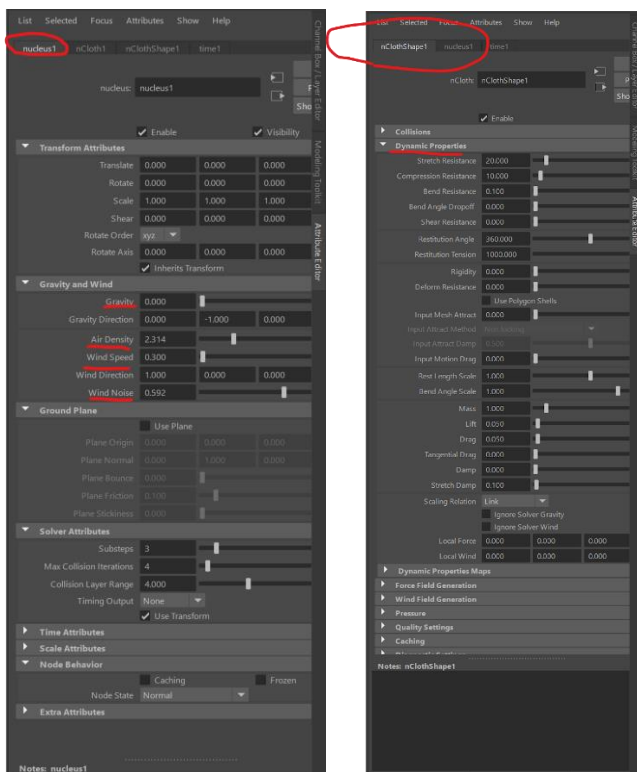 List Selected Focus Attributes Show Help
nucleus1 nCloth1 nClothShape1 time1
nucleus: nucleus1
Sho
Enable Visibility
Transform Attributes
Translate 0.000 0.000 0.000
Rotate 0.000 0.000 0.000
Scale 1.000 1.000 1.000
Shear 0.000 0.000 0.000
Rotate Order xyz
Rotate Axis 0.000 0.000 0.000
Inherits Transform
Gravity and Wind
Gravity 0.000
Gravity Direction 0.000 -1.000 0.000
Air Density 2.314
Wind Speed 0.300
Wind Direction 1.000 0.000 0.000
Wind Noise 0.592
Ground Plane
Use Plane
Plane Origin 0.000 0.000 0.000
Plane Normal 0.000 1.000 0.000
Plane Bounce 0.000
Plane Friction 0.100
Plane Stickiness 0.000
Solver Attributes
Substeps 3
Max Collision Iterations 4
Collision Layer Range 4.000
Timing Output None
Use Transform
Time Attributes
Scale Attributes
Node Behavior
Caching Frozen
Node State Normal
Extra Attributes
Notes: nucleus1
Channel Box / Layer Editor
Modeling Toolkit
Attribute Editor
List Selected Focus Attributes Show Help
nClothShape1 nucleus1 time1
nCloth: nClothShape1
Sho
Enable
Collisions
Dynamic Properties
Stretch Resistance 20.000
Compression Resistance 10.000
Bend Resistance 0.100
Bend Angle Dropoff 0.000
Shear Resistance 0.000
Restitution Angle 360.000
Restitution Tension 1000.000
Rigidity 0.000
Deform Resistance 0.000
Use Polygon Shells
Input Mesh Attract 0.000
Input Attract Method
Input Attract Damp 0.500
Input Motion Drag 0.000
Rest Length Scale 1.000
Bend Angle Scale 1.000
Mass 1.000
Lift 0.050
Drag 0.050
Tangential Drag 0.000
Damp 0.000
Stretch Damp 0.100
Scaling Relation Link
Ignore Solver Gravity
Ignore Solver Wind
Local Force 0.000 0.000 0.000
Local Wind 0.000 0.000 0.000
Dynamic Properties Maps
Force Field Generation
Wind Field Generation
Pressure
Quality Settings
Caching
Notes: nClothShape1
Attribute Editor